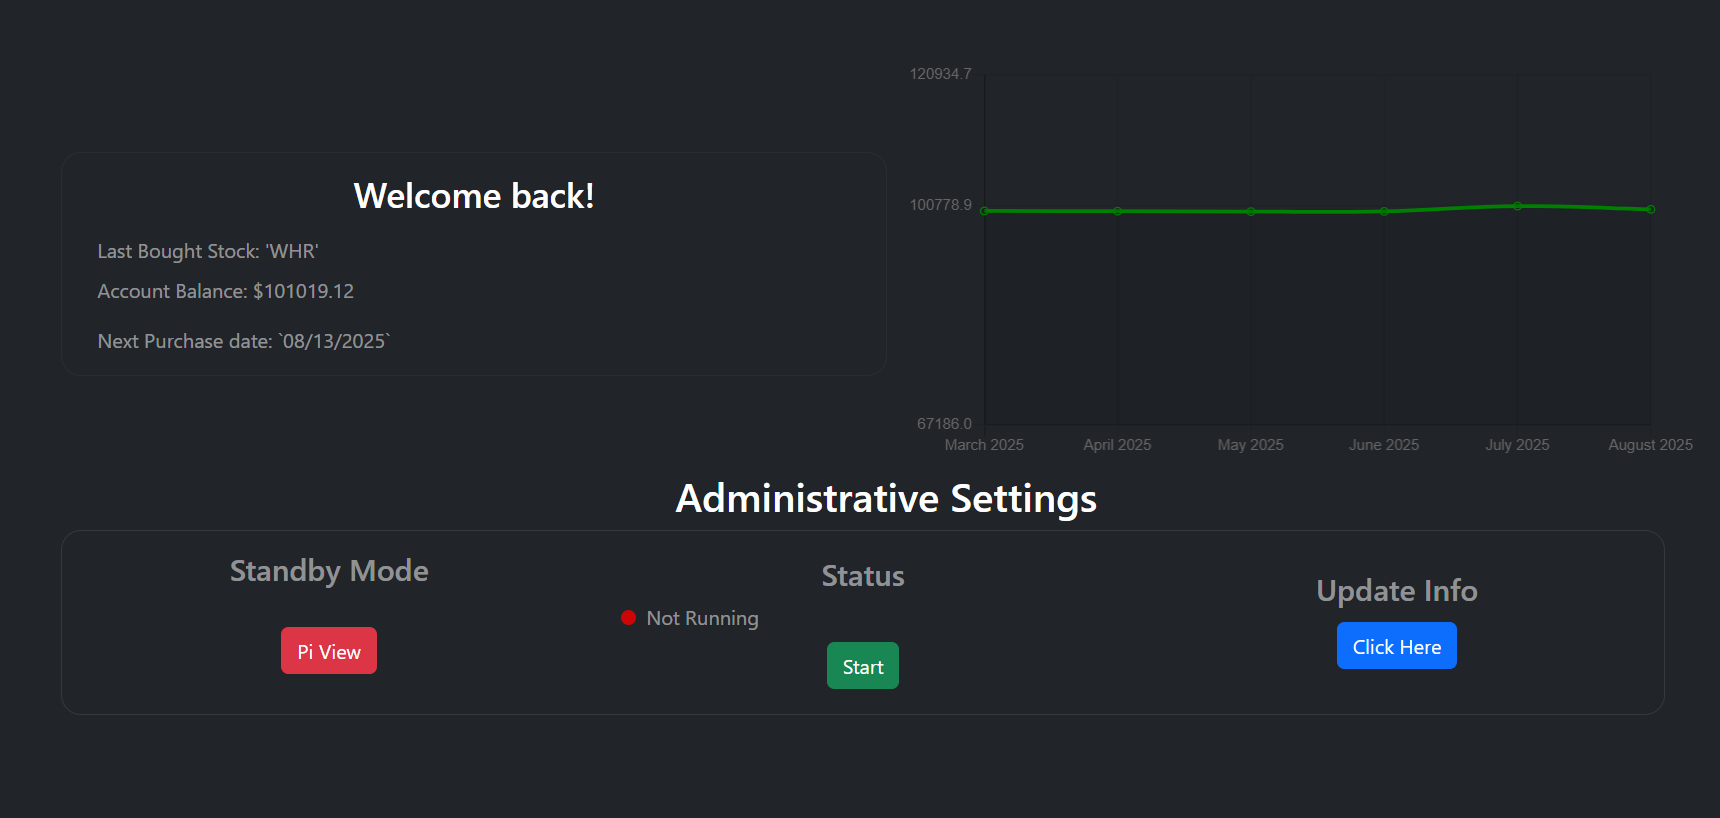 Welcome back!
Last Bought Stock: 'WHR'
Account Balance: $101019.12
Next Purchase date: `08/13/2025`
120934.7
100778.9
67186.0
March 2025
April 2025
May 2025
June 2025
July 2025
August 2025
Administrative Settings
Standby Mode
Pi View
Status
Not Running
Start
Update Info
Click Here